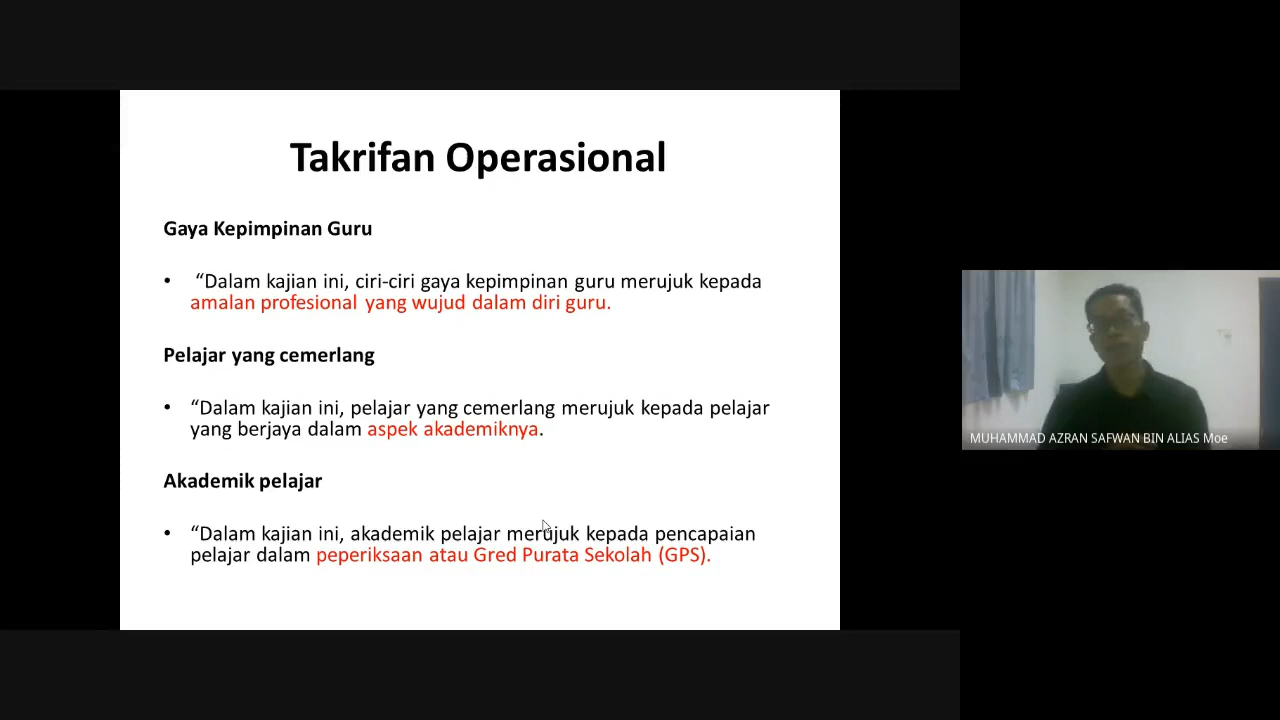 Takrifan Operasional
Gaya Kepimpinan Guru
• “Dalam kajian ini, ciri-ciri gaya kepimpinan guru merujuk kepada
amalan profesional yang wujud dalam diri guru.
Pelajar yang cemerlang
• “Dalam kajian ini, pelajar yang cemerlang merujuk kepada pelajar
yang berjaya dalam aspek akademiknya.
Akademik pelajar
• “Dalam kajian ini, akademik pelajar merujuk kepada pencapaian
pelajar dalam peperiksaan atau Gred Purata Sekolah (GPS).
MUHAMMAD AZRAN SAFWAN BIN ALIAS Moe